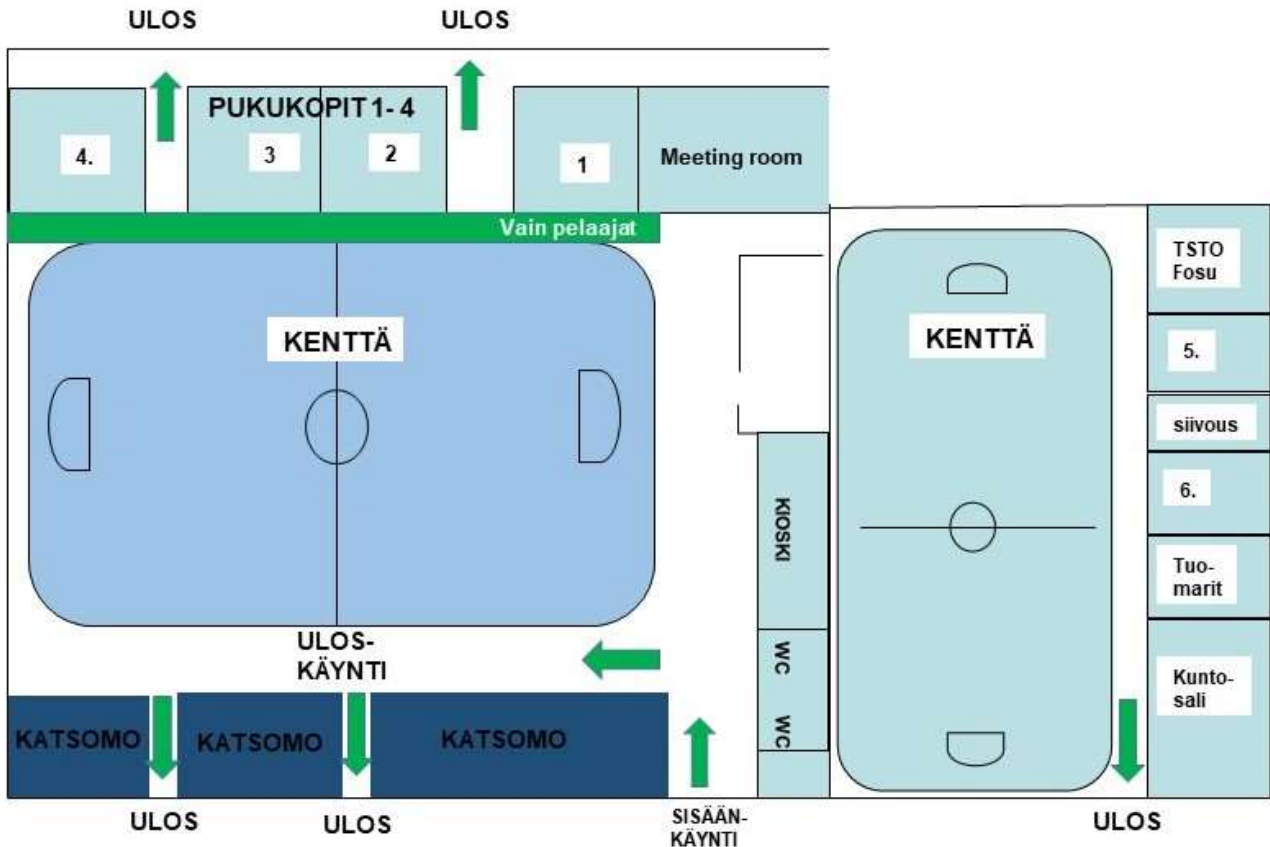 ULOS
ULOS
PUKUKOPIT 1- 4
4.
3
2
1
Meeting room
Vain pelaajat
KENTTÄ
KENTTÄ
TSTO
Fosu
5.
siivous
6.
Tuo-
marit
Kunto-
sali
KIOSKI
WC
WC
ULOS-
KÄYNTI
KATSOMO
KATSOMO
KATSOMO
ULOS
ULOS
SISÄÄN-
KÄYNTI
ULOS